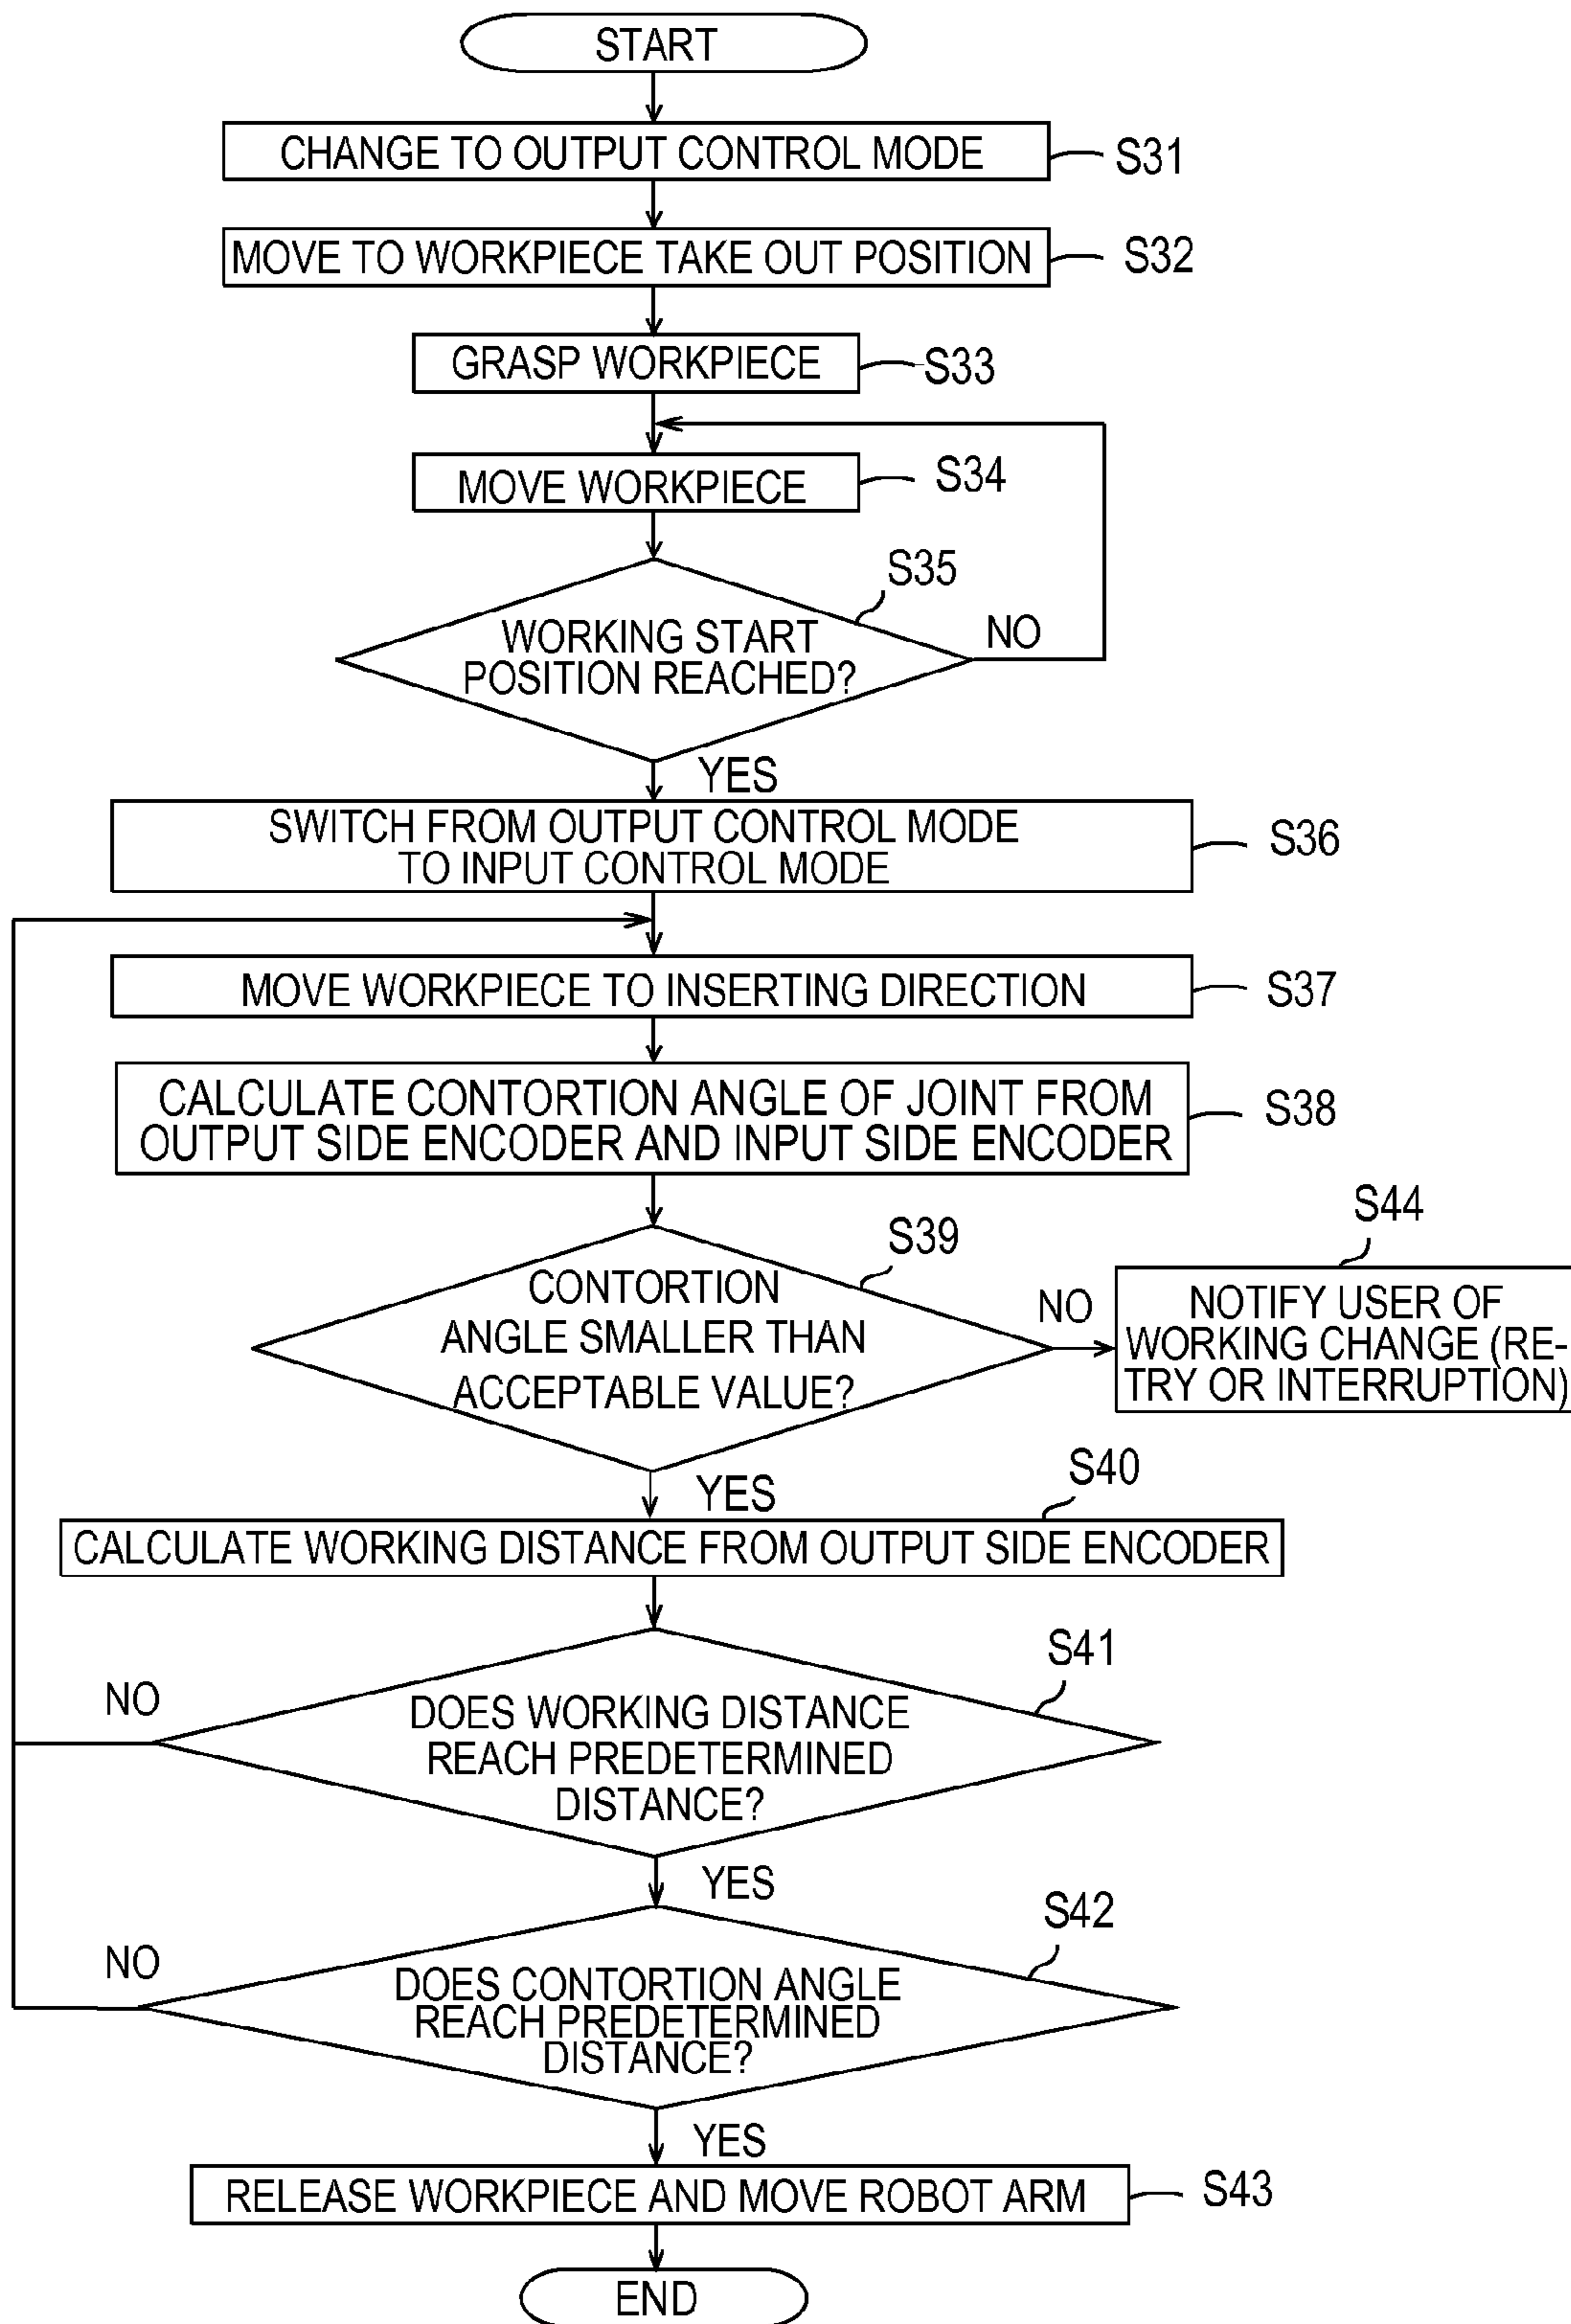 START
CHANGE TO OUTPUT CONTROL MODE
S31
MOVE TO WORKPIECE TAKE OUT POSITION
S32
GRASP WORKPIECE
S33
MOVE WORKPIECE
S34
S35
WORKING START
POSITION REACHED?
NO
YES
SWITCH FROM OUTPUT CONTROL MODE
TO INPUT CONTROL MODE
S36
MOVE WORKPIECE TO INSERTING DIRECTION
S37
CALCULATE CONTORTION ANGLE OF JOINT FROM
OUTPUT SIDE ENCODER AND INPUT SIDE ENCODER
S38
S39
CONTORTION
ANGLE SMALLER THAN
ACCEPTABLE VALUE?
NO
S44
NOTIFY USER OF
WORKING CHANGE (RE-
TRY OR INTERRUPTION)
YES
S40
CALCULATE WORKING DISTANCE FROM OUTPUT SIDE ENCODER
S41
NO
DOES WORKING DISTANCE
REACH PREDETERMINED
DISTANCE?
YES
S42
NO
DOES CONTORTION ANGLE
REACH PREDETERMINED
DISTANCE?
YES
RELEASE WORKPIECE AND MOVE ROBOT ARM
S43
END